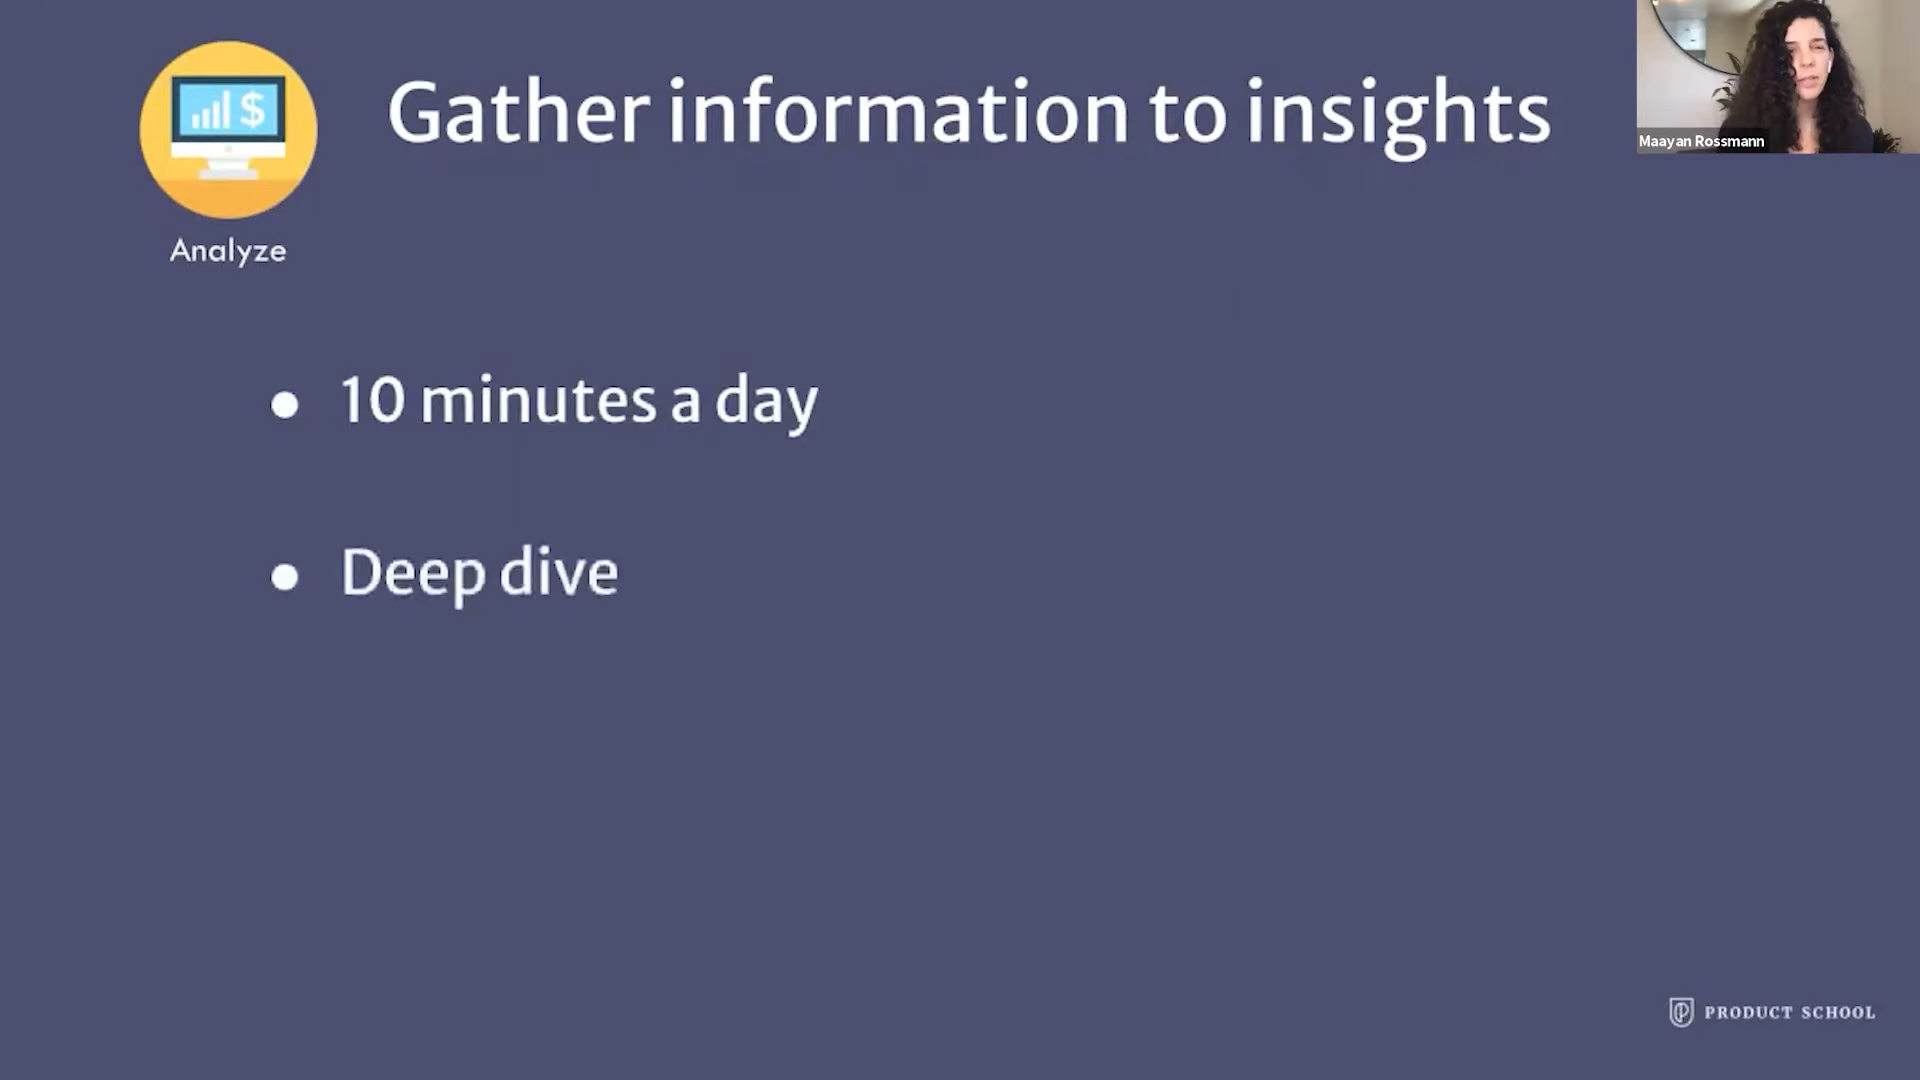 Gather information to insights
Maayan Rossmann
$
Analyze
● 10 minutes a day
● Deep dive
PRODUCT SCHOOL